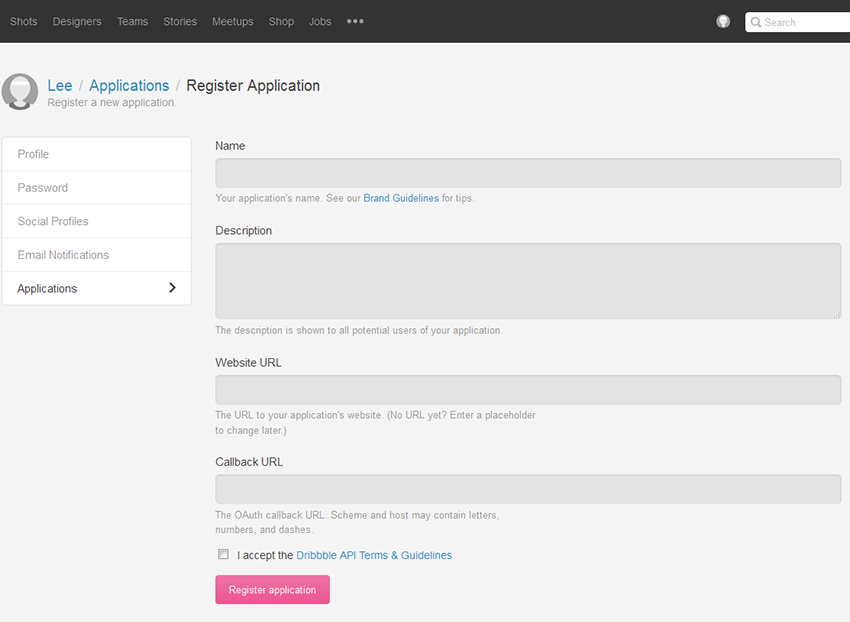 Shots Designers Teams Stories Meetups Shop Jobs ••• Search
Lee / Applications / Register Application
Register a new application.
Profile
Password
Social Profiles
Email Notifications
Applications
Name
Your application's name. See our Brand Guidelines for tips.
Description
The description is shown to all potential users of your application.
Website URL
The URL to your application's website. (No URL yet? Enter a placeholder
to change later.)
Callback URL
The OAuth callback URL. Scheme and host may contain letters,
numbers, and dashes.
I accept the Dribbble API Terms & Guidelines
Register application